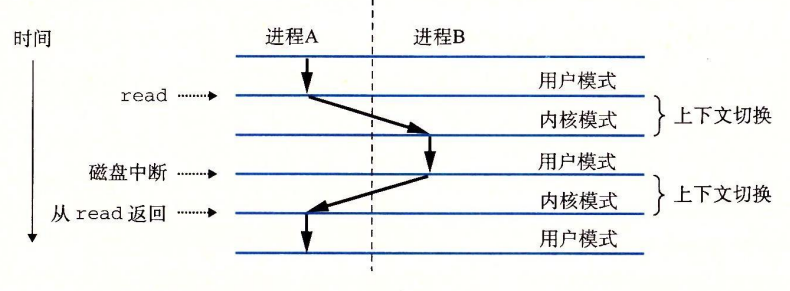 时间
进程A
进程B
用户模式
read
内核模式
上下文切换
用户模式
磁盘中断
内核模式
上下文切换
从 read 返回
用户模式